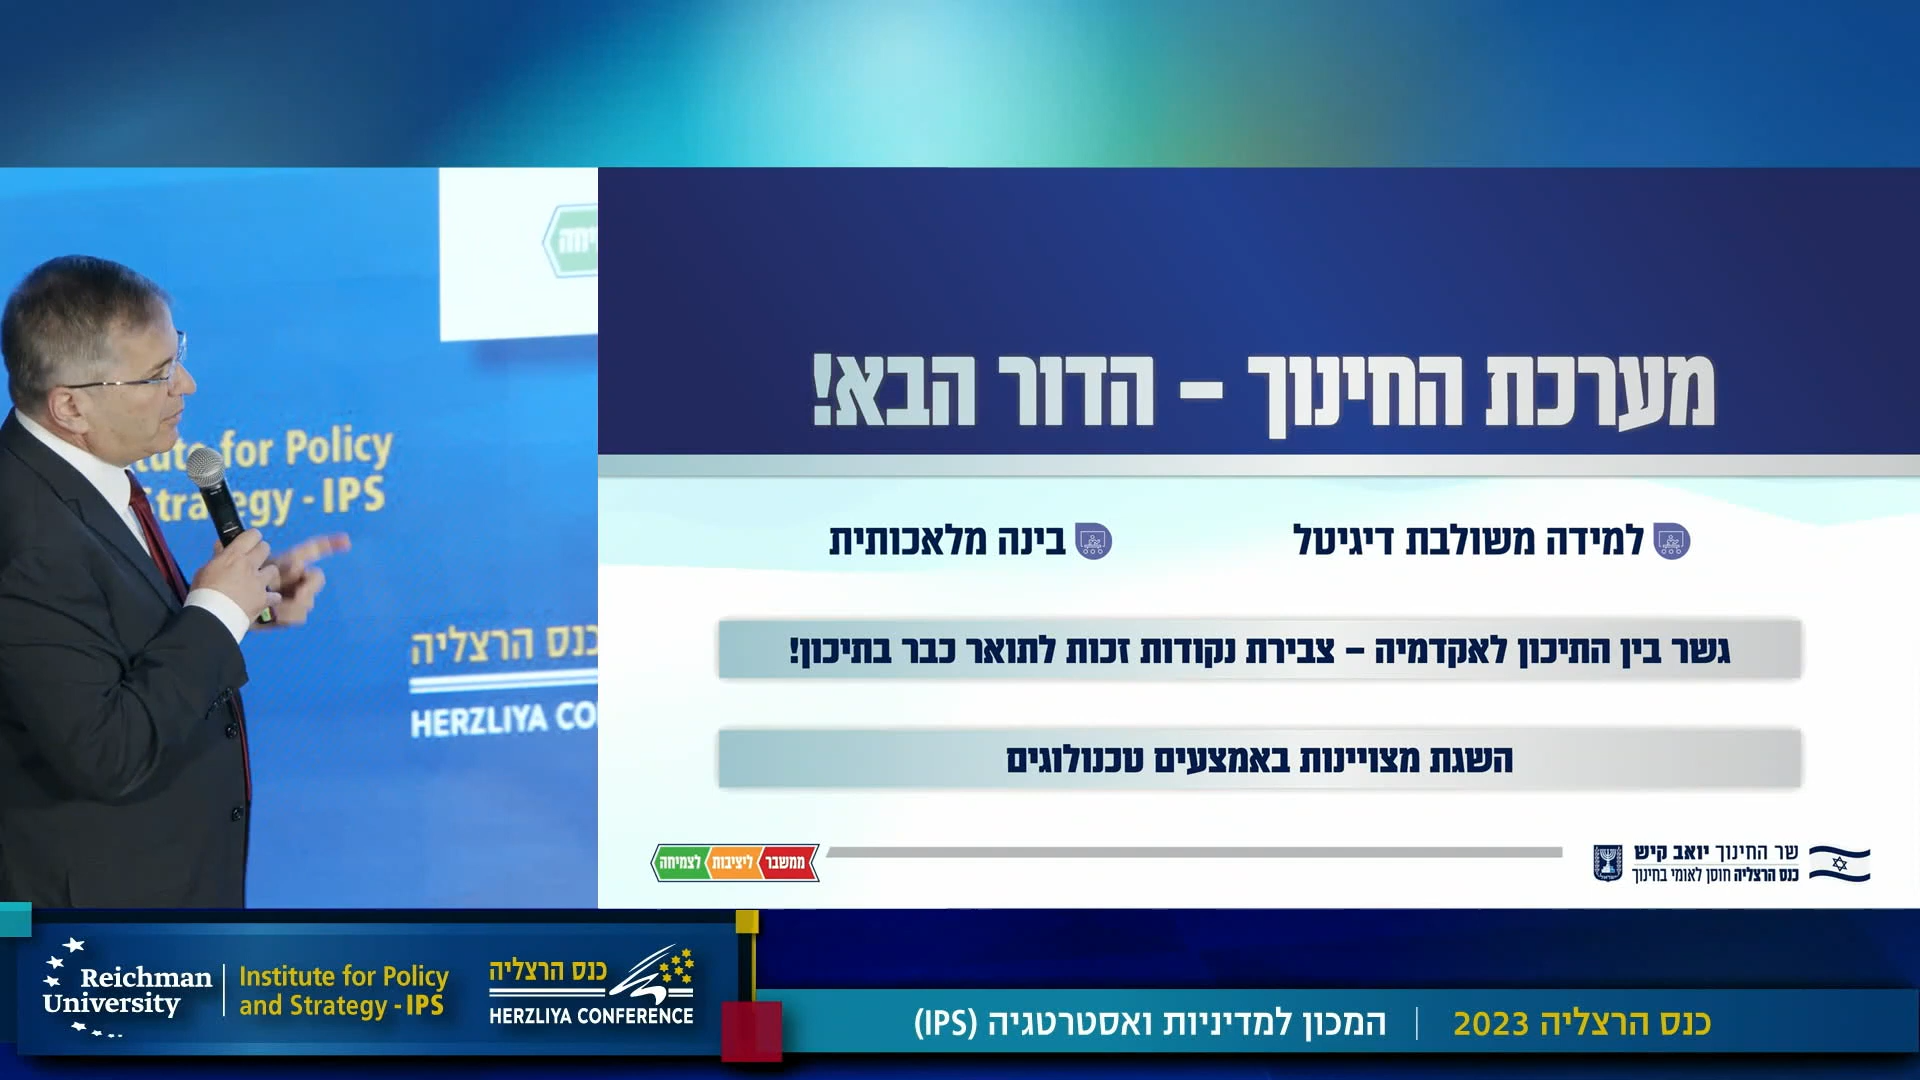 מערכת החינוך – הדור הבא!
למידה משולבת דיגיטל
בינה מלאכותית
גשר בין התיכון לאקדמיה – צבירת נקודות זכות לתואר כבר בתיכון!
השגת מצויינות באמצעים טכנולוגים
שר החינוך יואב קיש
כנס הרצליה חוסן לאומי בחינוך
ממשבר ליציבות לצמיחה
for Policy
- IPS
כנס הרצליה
HERZLIYA
Reichman
University
Institute for Policy
and Strategy - IPS
כנס הרצליה
HERZLIYA CONFERENCE
כנס הרצליה 2023 | המכון למדיניות ואסטרטגיה (IPS)